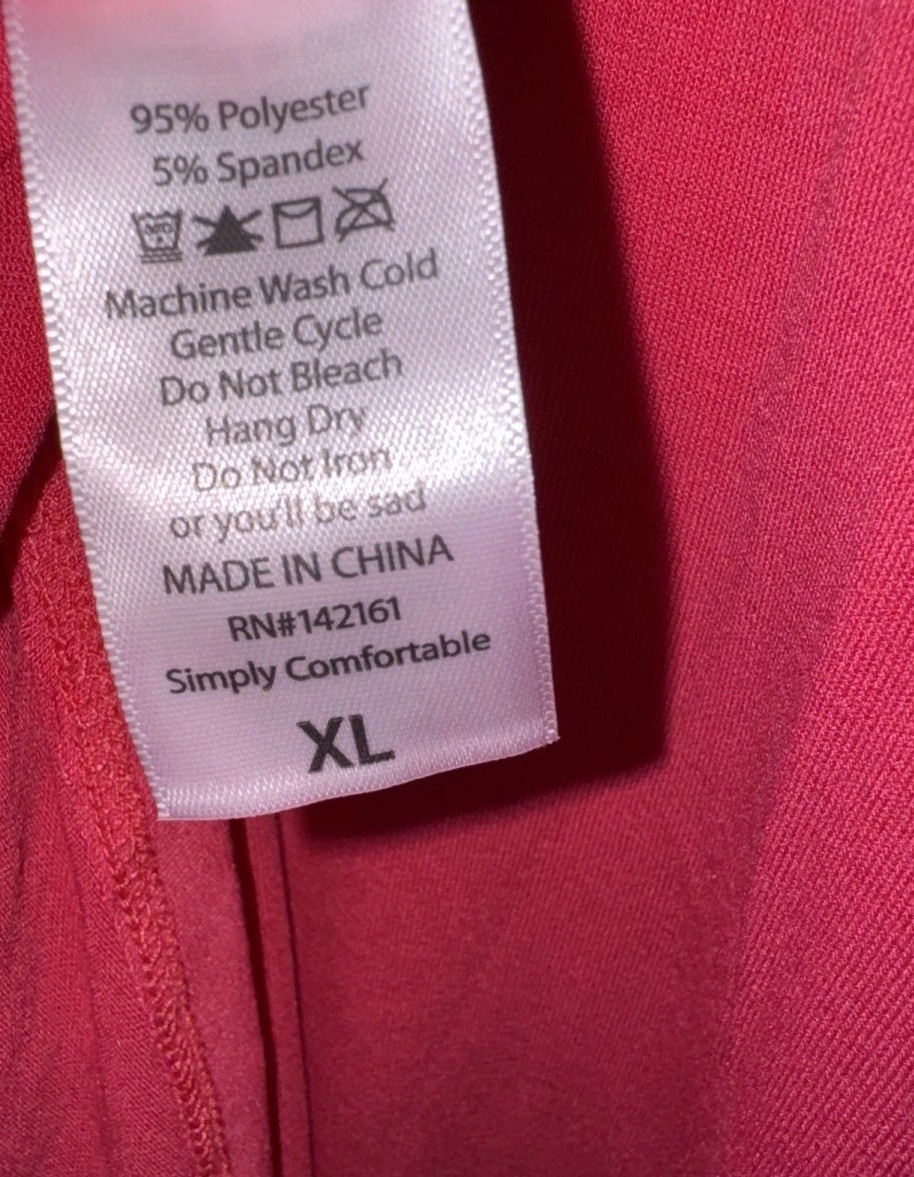 95% Polyester
5% Spandex
Machine Wash Cold
Gentle Cycle
Do Not Bleach
Hang Dry
Do Not Iron
or you'll be sad
MADE IN CHINA
RN#142161
Simply Comfortable
XL